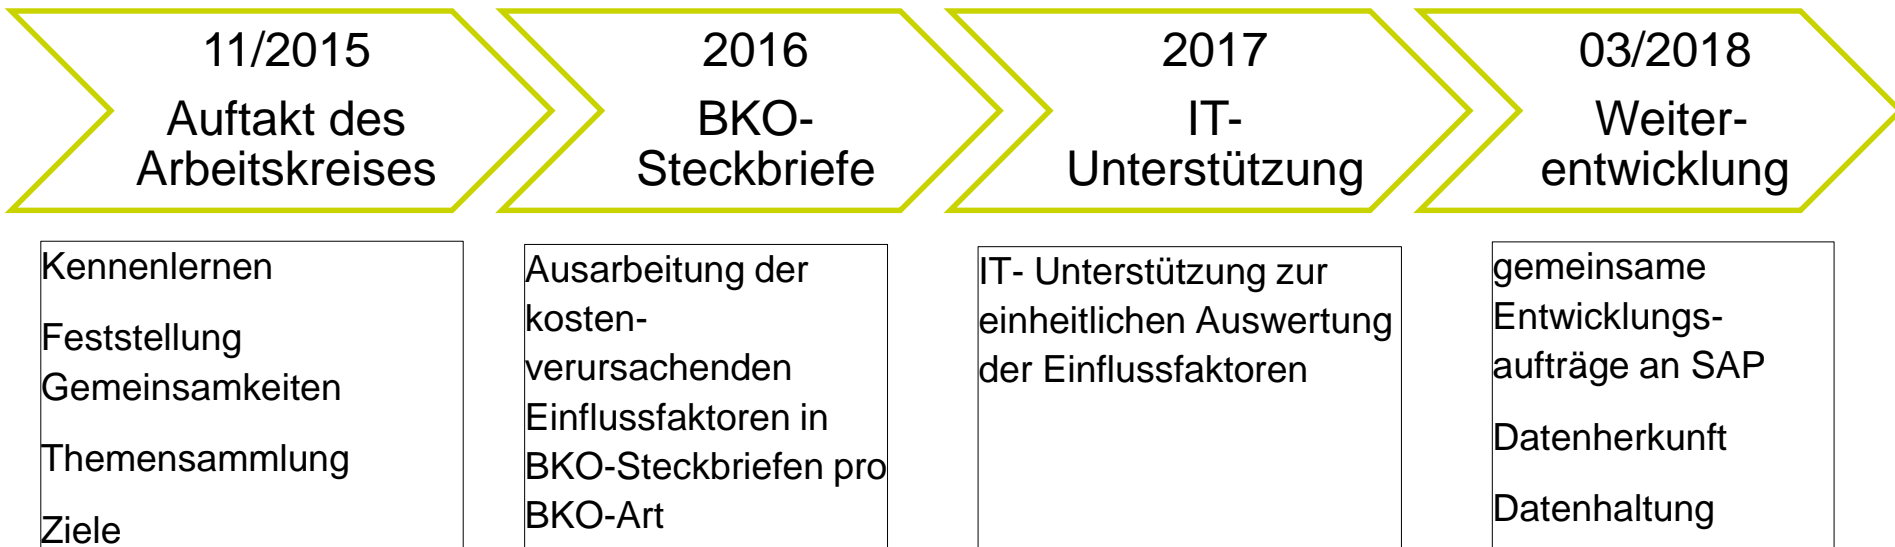 11/2015
Auftakt des
Arbeitskreises
2016
BKO-
Steckbriefe
2017
IT-
Unterstützung
03/2018
Weiter-
entwicklung
Kennenlernen
Feststellung
Gemeinsamkeiten
Themensammlung
Ziele
Ausarbeitung der
kosten-
verursachenden
Einflussfaktoren in
BKO-Steckbriefen pro
BKO-Art
IT- Unterstützung zur
einheitlichen Auswertung
der Einflussfaktoren
gemeinsame
Entwicklungs-
aufträge an SAP
Datenherkunft
Datenhaltung